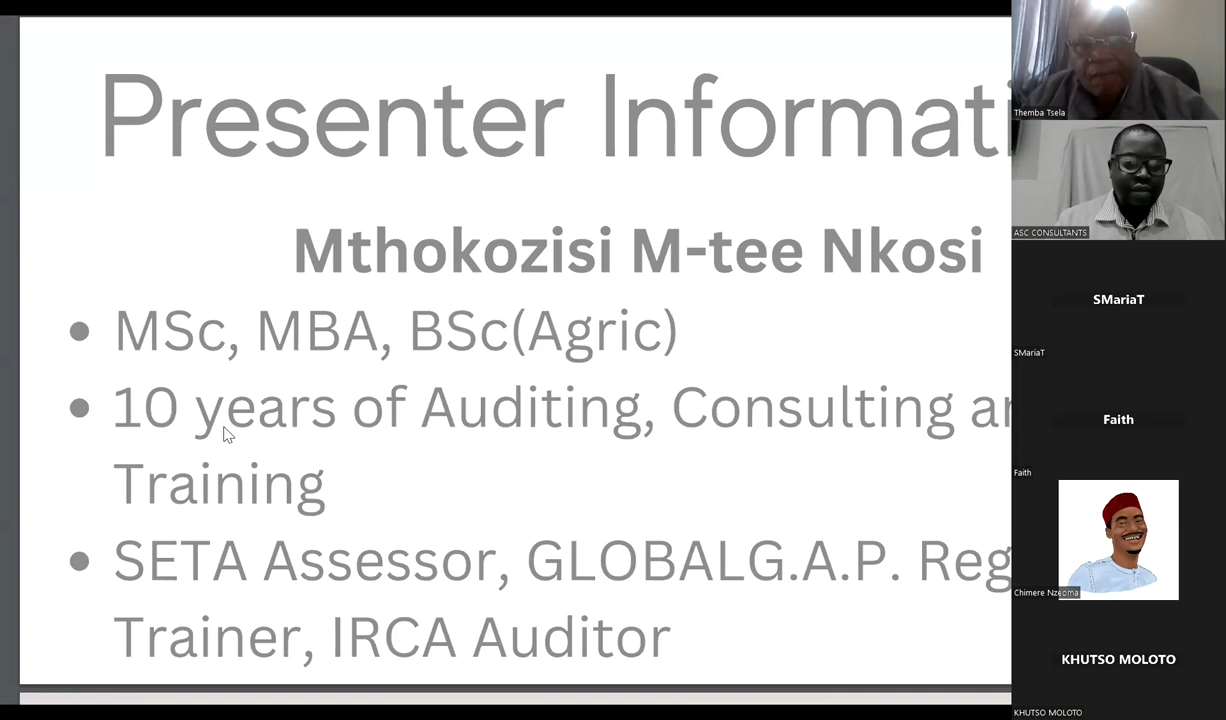 Presenter Informati
Mthokozisi M-tee Nkosi
• MSc, MBA, BSc(Agric)
• 10 years of Auditing, Consulting an
Training
• SETA Assessor, GLOBALG.A.P. Reg
Trainer, IRCA Auditor
Themba Tsela
ASC CONSULTANTS
SMariaT
SMariaT
Faith
Faith
Chimere Nzeoma
KHUTSO MOLOTO
KHUTSO MOLOTO